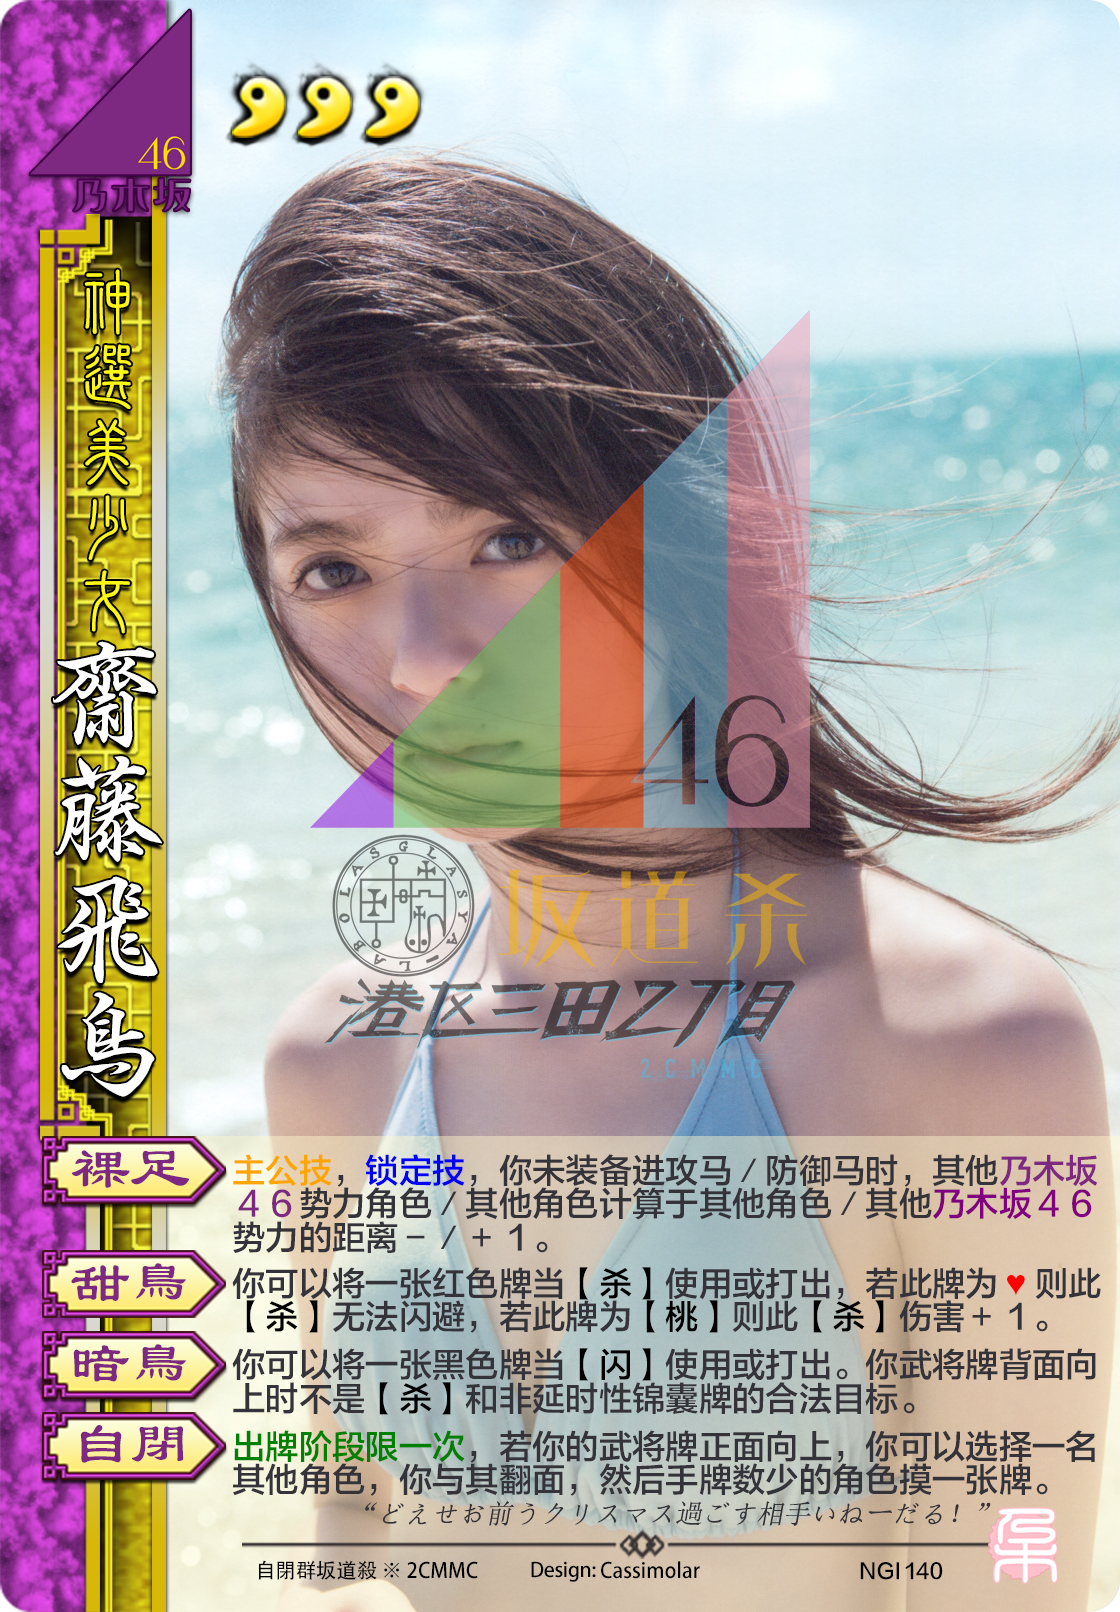 46
乃木坂
神選美少女
齋藤飛鳥
46
GLASYA-LABOLAS
坂道杀
港区三田乙丁目
2CMMC
裸足
主公技，锁定技，你未装备进攻马／防御马时，其他乃木坂
４６势力角色／其他角色计算于其他角色／其他乃木坂４６
势力的距离－／＋１。
甜鳥
你可以将一张红色牌当【杀】使用或打出，若此牌为♥则此
【杀】无法闪避，若此牌为【桃】则此【杀】伤害＋１。
暗鳥
你可以将一张黑色牌当【闪】使用或打出。你武将牌背面向
上时不是【杀】和非延时性锦囊牌的合法目标。
自閉
出牌阶段限一次，若你的武将牌正面向上，你可以选择一名
其他角色，你与其翻面，然后手牌数少的角色摸一张牌。
“どえせお前うクリスマス過ごす相手いねーだる！”
自閉群坂道殺 ※ 2CMMC
Design: Cassimolar
NGI140